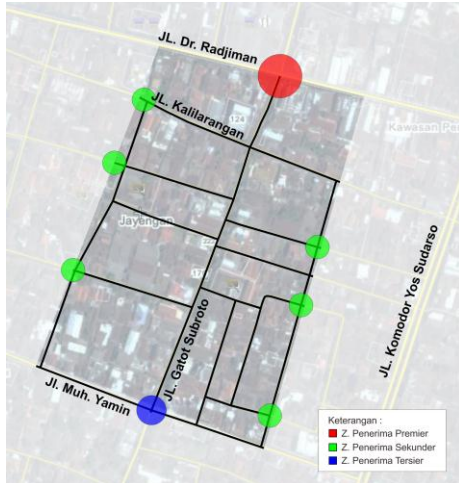 JL. Dr. Radjiman
JL. Kalilarangan
124
Kawasan Pe
Jayengan
JL. Komodor Yos Sudarso
JL. Gatot Subroto
Jl. Muh. Yamin
Keterangan :
Z. Penerima Premier
Z. Penerima Sekunder
Z. Penerima Tersier